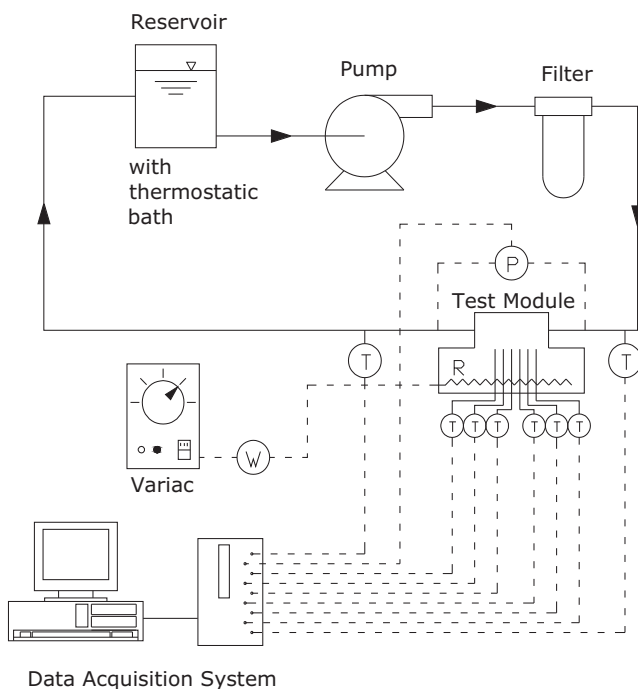 Reservoir
Pump
Filter
with
thermostatic
bath
P
Test Module
T
T
R
T
T
T
T
T
T
W
Variac
Data Acquisition System